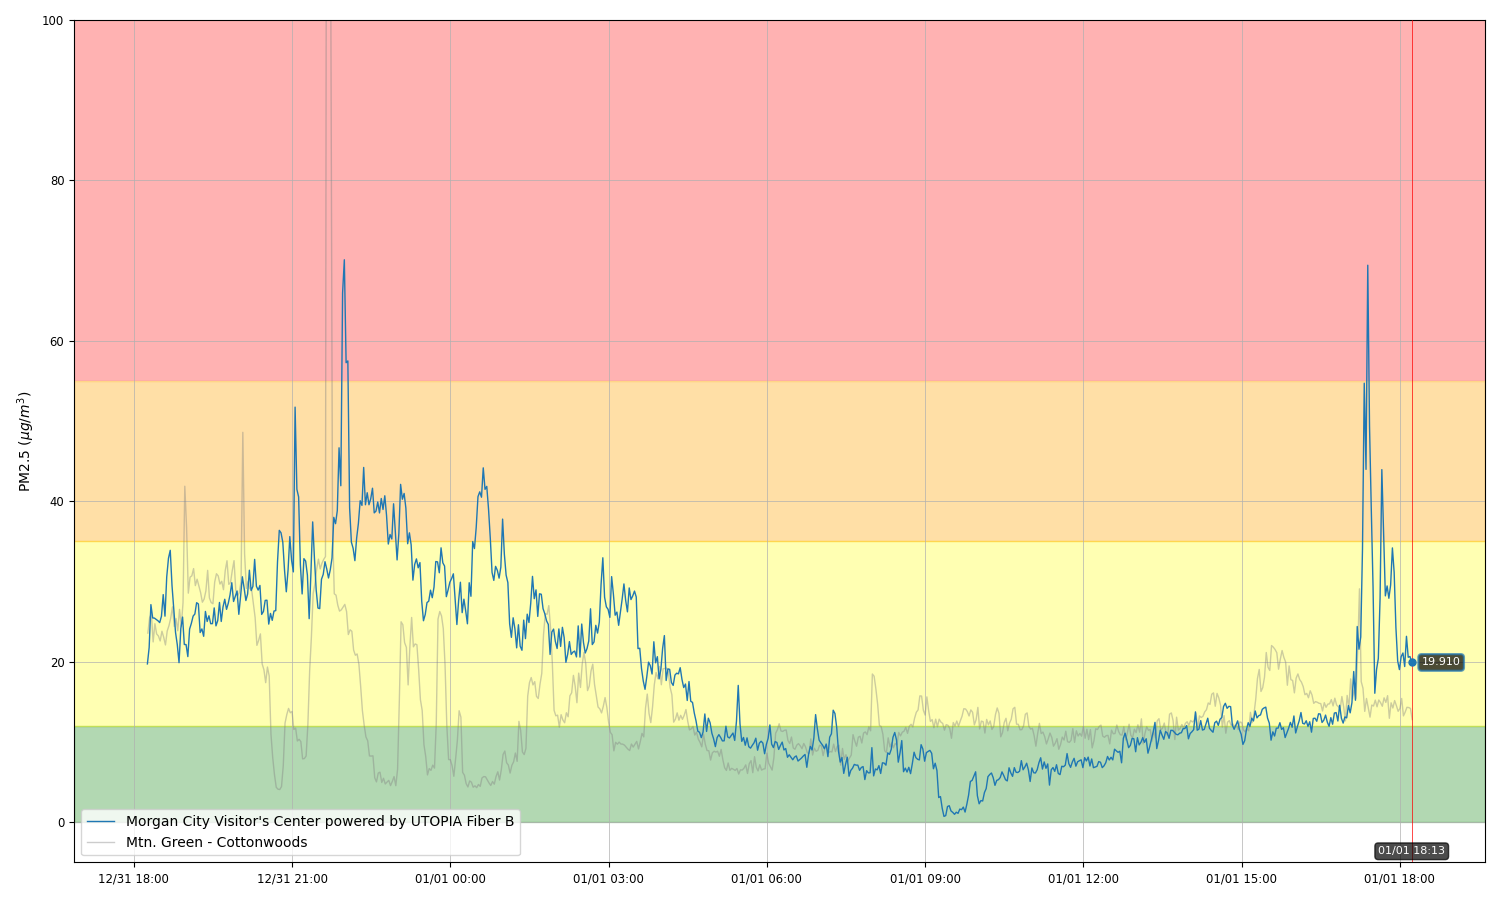 100
80
60
40
20
0
PM2.5 (μg/m³)
19.910
Morgan City Visitor's Center powered by UTOPIA Fiber B
Mtn. Green - Cottonwoods
01/01 18:13
12/31 18:00 12/31 21:00 01/01 00:00 01/01 03:00 01/01 06:00 01/01 09:00 01/01 12:00 01/01 15:00 01/01 18:00